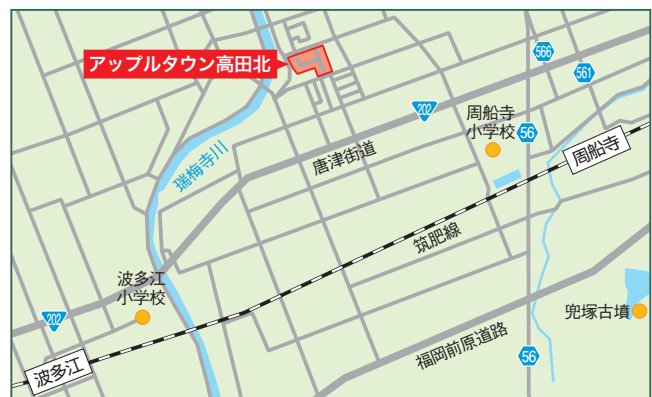 アップルタウン高田北
566
561
202
周船寺
小学校
56
唐津街道
周船寺
瑞梅寺川
筑肥線
波多江
小学校
兜塚古墳
202
福岡前原道路
56
波多江